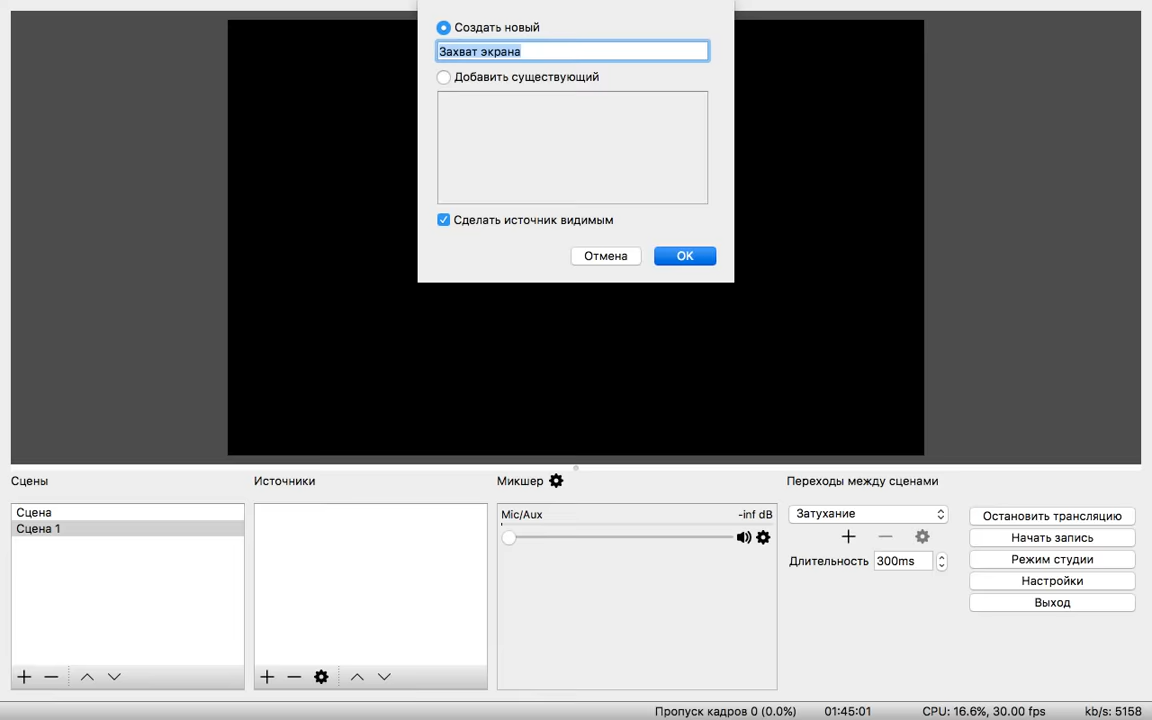 Создать новый
Захват экрана
Добавить существующий
Сделать источник видимым
Отмена
OK
Сцены
Источники
Микшер
Переходы между сценами
Сцена
Сцена 1
Mic/Aux
-inf dB
Затухание
Длительность
300ms
Остановить трансляцию
Начать запись
Режим студии
Настройки
Выход
Пропуск кадров 0 (0.0%)
01:45:01
CPU: 16.6%, 30.00 fps
kb/s: 5158